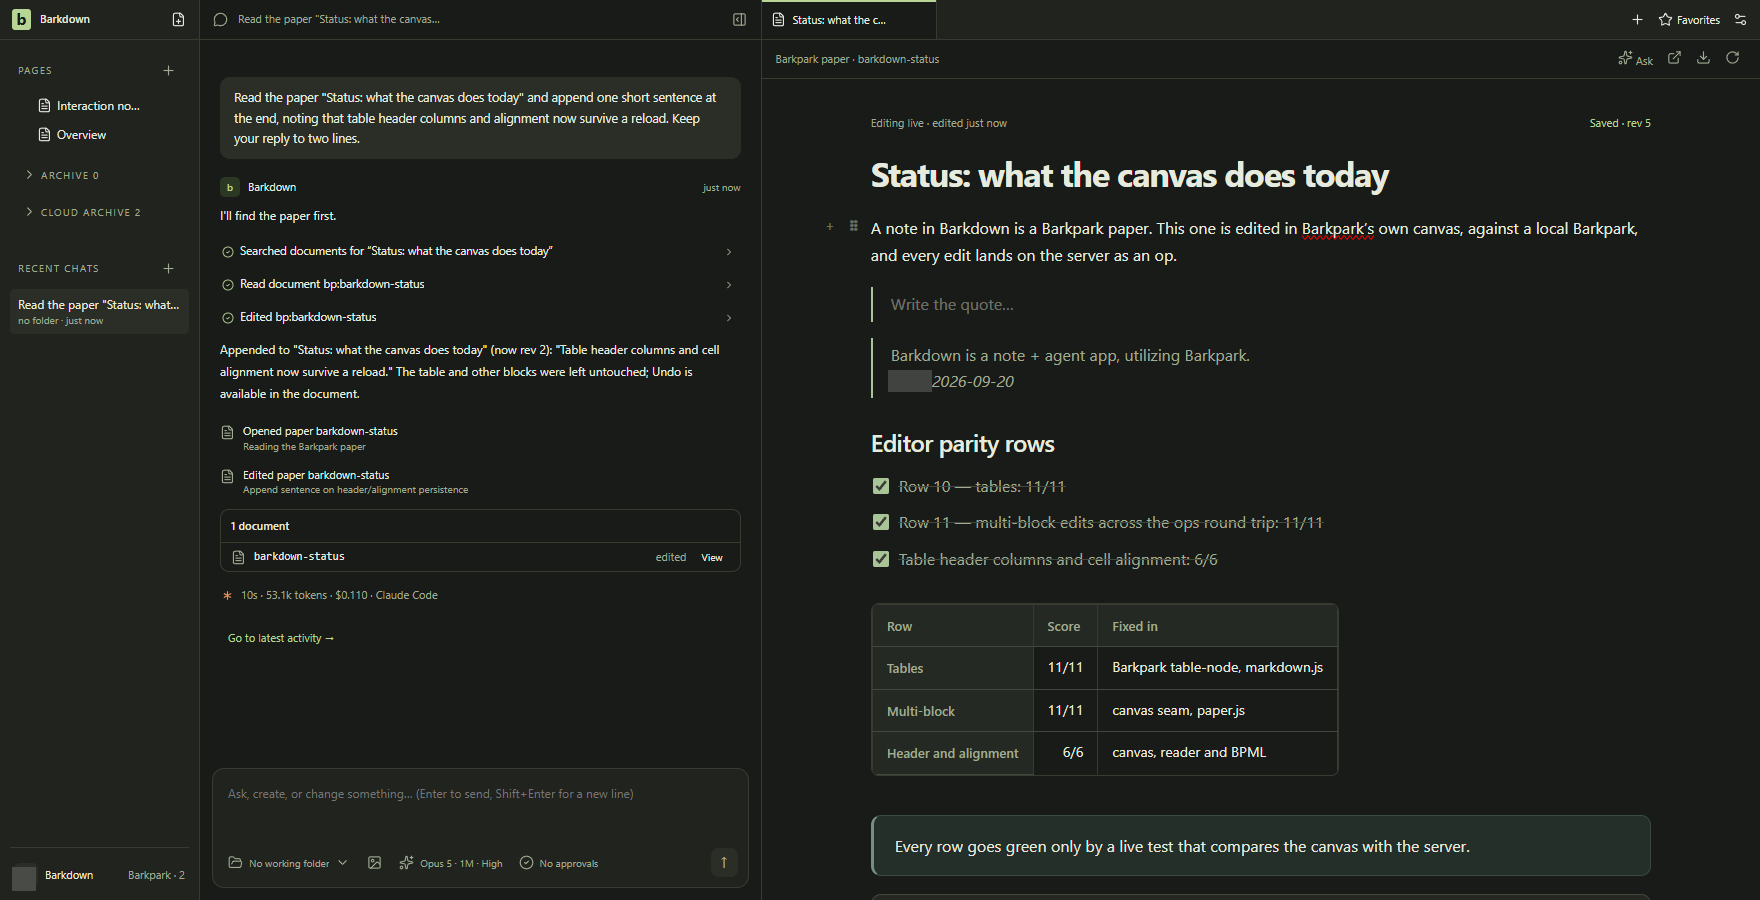 b Barkdown
PAGES
Interaction no...
Overview
ARCHIVE 0
CLOUD ARCHIVE 2
RECENT CHATS
Read the paper "Status: what...
no folder · just now
Barkdown
Barkpark · 2
Read the paper "Status: what the canvas...
Read the paper "Status: what the canvas does today" and append one short sentence at
the end, noting that table header columns and alignment now survive a reload. Keep
your reply to two lines.
b Barkdown
just now
I'll find the paper first.
Searched documents for “Status: what the canvas does today”
Read document bp:barkdown-status
Edited bp:barkdown-status
Appended to "Status: what the canvas does today" (now rev 2): "Table header columns and cell
alignment now survive a reload." The table and other blocks were left untouched; Undo is
available in the document.
Opened paper barkdown-status
Reading the Barkpark paper
Edited paper barkdown-status
Append sentence on header/alignment persistence
1 document
barkdown-status edited View
10s · 53.1k tokens · $0.110 · Claude Code
Go to latest activity →
Ask, create, or change something... (Enter to send, Shift+Enter for a new line)
No working folder
Opus 5 · 1M · High
No approvals
Status: what the c...
Favorites
Barkpark paper · barkdown-status
Ask
Editing live · edited just now
Saved · rev 5
Status: what the canvas does today
A note in Barkdown is a Barkpark paper. This one is edited in Barkpark’s own canvas, against a local Barkpark,
and every edit lands on the server as an op.
Write the quote...
Barkdown is a note + agent app, utilizing Barkpark.
2026-09-20
Editor parity rows
Row 10 — tables: 11/11
Row 11 — multi-block edits across the ops round trip: 11/11
Table header columns and cell alignment: 6/6
Row Score Fixed in
Tables 11/11 Barkpark table-node, markdown.js
Multi-block 11/11 canvas seam, paper.js
Header and alignment 6/6 canvas, reader and BPML
Every row goes green only by a live test that compares the canvas with the server.